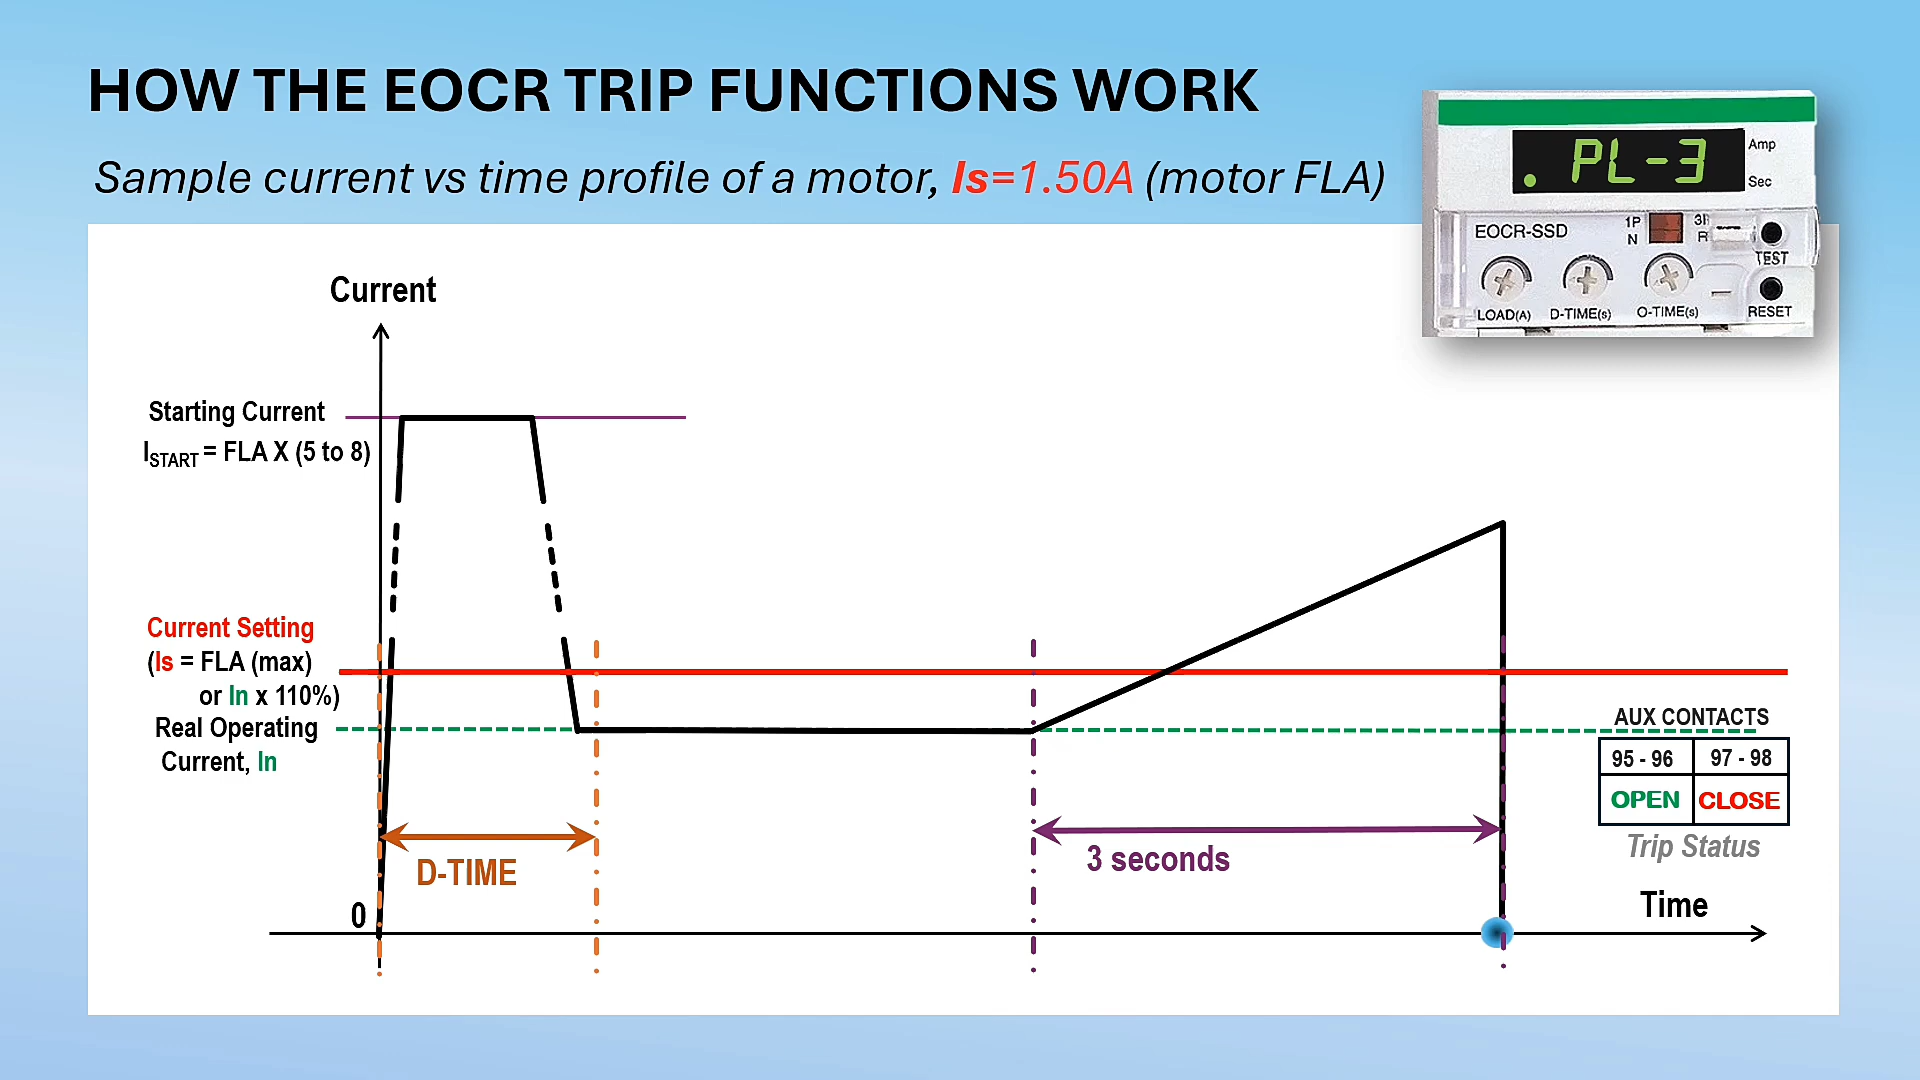 HOW THE EOCR TRIP FUNCTIONS WORK
Sample current vs time profile of a motor, Is=1.50A (motor FLA)
. PL-3
Amp
Sec
EOCR-SSD
1P
N
3I
R
TEST
LOAD(A)
D-TIME(s)
O-TIME(s)
RESET
Current
Starting Current
ISTART = FLA X (5 to 8)
Current Setting
(Is = FLA (max)
or In x 110%)
Real Operating
Current, In
D-TIME
3 seconds
AUX CONTACTS
95 - 96
97 - 98
OPEN
CLOSE
Trip Status
Time
0